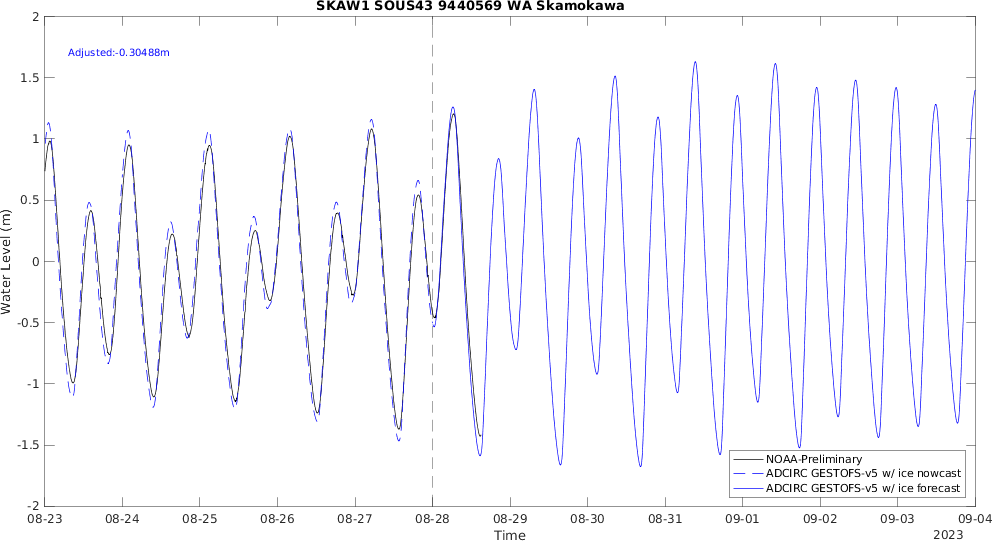 SKAW1 SOUS43 9440569 WA Skamokawa
Adjusted:-0.30488m
2
1.5
1
0.5
0
-0.5
-1
-1.5
-2
Water Level (m)
NOAA-Preliminary
ADCIRC GESTOFS-v5 w/ ice nowcast
ADCIRC GESTOFS-v5 w/ ice forecast
08-23 08-24 08-25 08-26 08-27 08-28 08-29 08-30 08-31 09-01 09-02 09-03 09-04
Time
2023